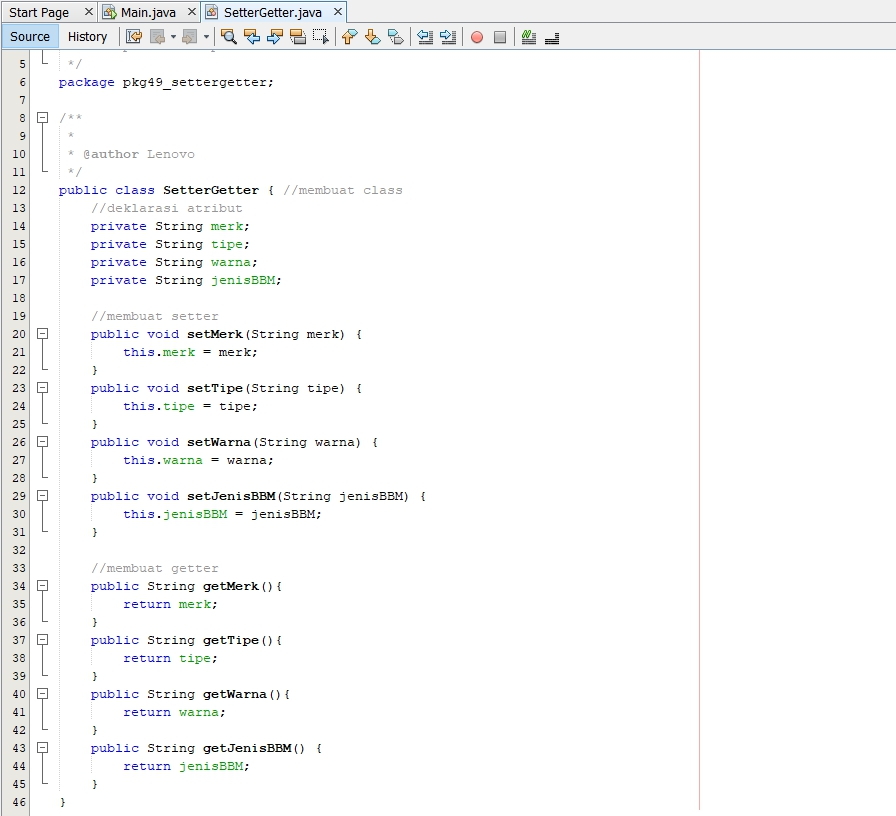 Start Page
Main.java
SetterGetter.java
Source History
5 */
6 package pkg49_settergetter;
7
8 /**
9 *
10 * @author Lenovo
11 */
12 public class SetterGetter { //membuat class
13 //deklarasi atribut
14 private String merk;
15 private String tipe;
16 private String warna;
17 private String jenisBBM;
18
19 //membuat setter
20 public void setMerk(String merk) {
21 this.merk = merk;
22 }
23 public void setTipe(String tipe) {
24 this.tipe = tipe;
25 }
26 public void setWarna(String warna) {
27 this.warna = warna;
28 }
29 public void setJenisBBM(String jenisBBM) {
30 this.jenisBBM = jenisBBM;
31 }
32
33 //membuat getter
34 public String getMerk(){
35 return merk;
36 }
37 public String getTipe(){
38 return tipe;
39 }
40 public String getWarna(){
41 return warna;
42 }
43 public String getJenisBBM() {
44 return jenisBBM;
45 }
46 }